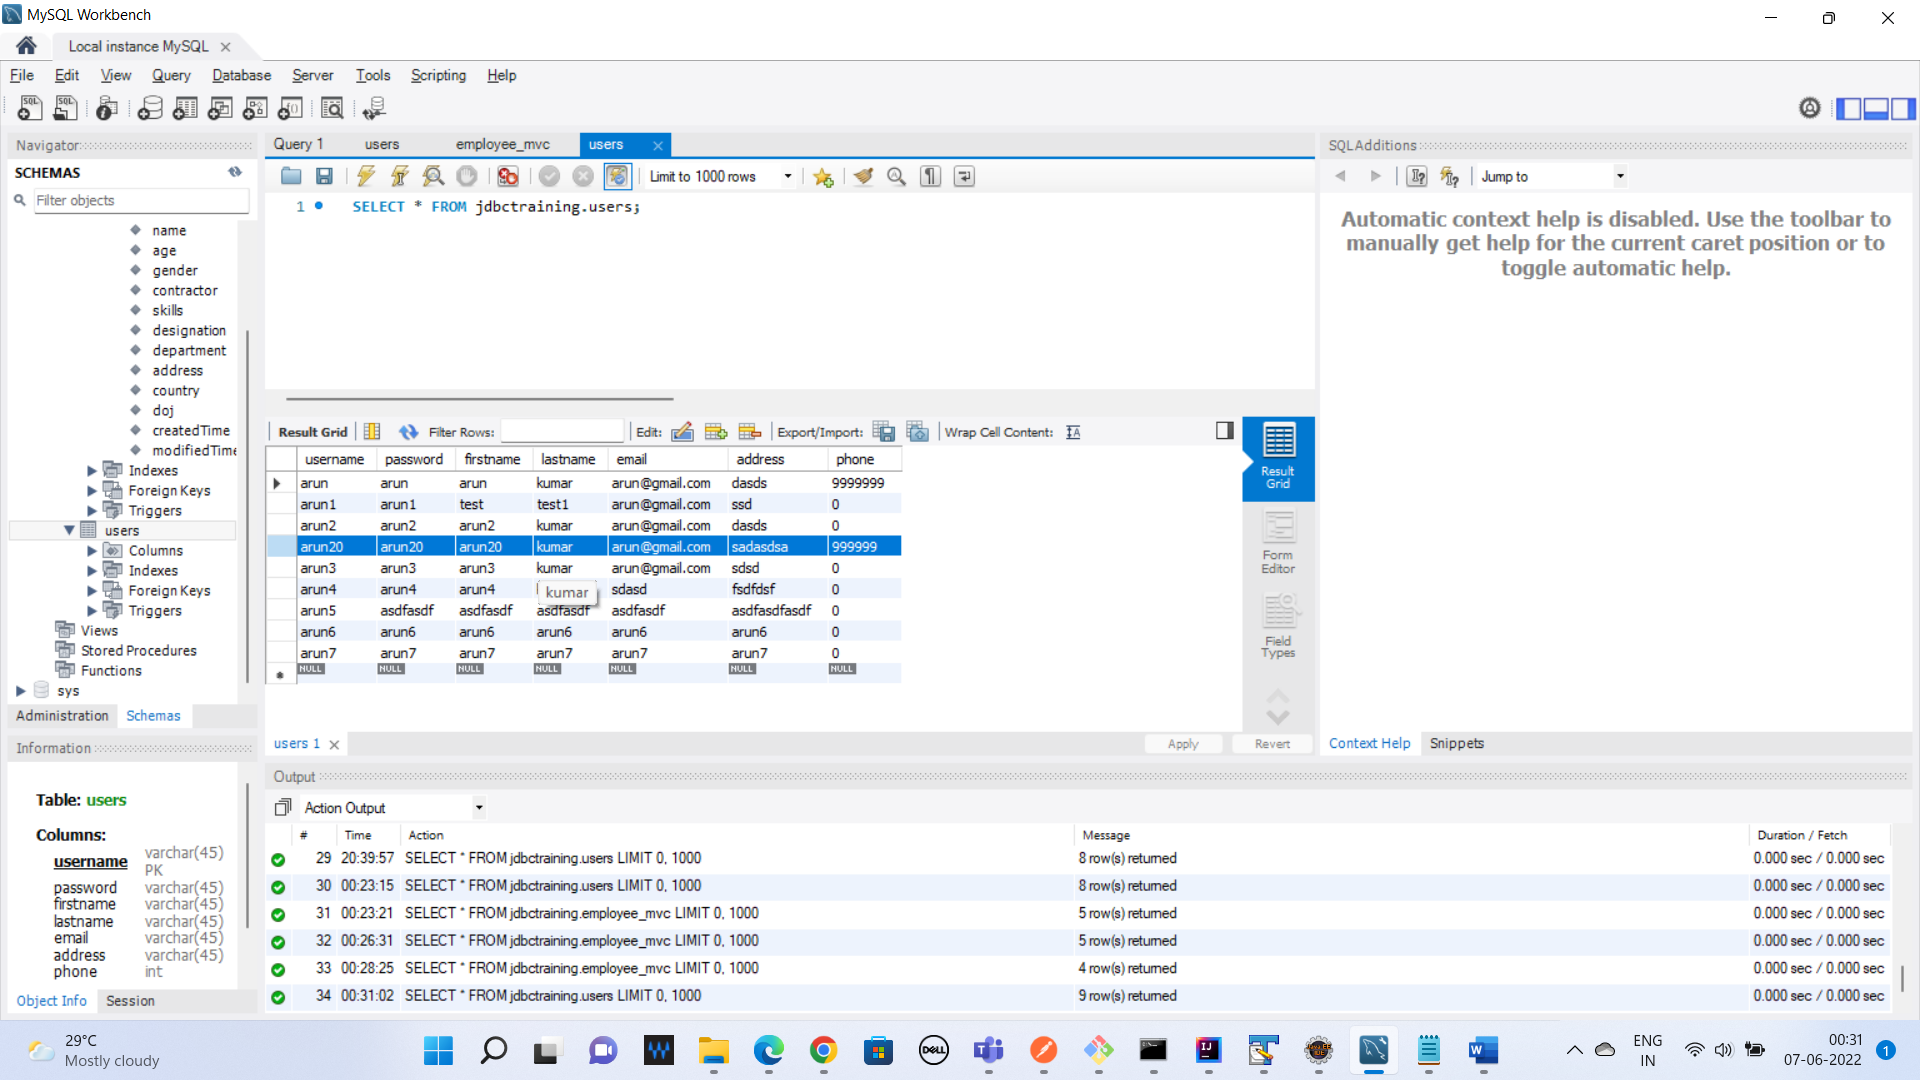 MySQL Workbench
Local instance MySQL
File Edit View Query Database Server Tools Scripting Help
Navigator
SCHEMAS
Filter objects
name
age
gender
contractor
skills
designation
department
address
country
doj
createdTime
modifiedTime
Indexes
Foreign Keys
Triggers
users
Columns
Indexes
Foreign Keys
Triggers
Views
Stored Procedures
Functions
sys
Administration Schemas
Information
Table: users
Columns:
username varchar(45) PK
password varchar(45)
firstname varchar(45)
lastname varchar(45)
email varchar(45)
address varchar(45)
phone int
Object Info Session
Query 1 users employee_mvc users
Limit to 1000 rows
1 SELECT * FROM jdbctraining.users;
Result Grid Filter Rows: Edit: Export/Import: Wrap Cell Content:
username password firstname lastname email address phone
arun arun arun kumar arun@gmail.com dasds 9999999
arun1 arun1 test test1 arun@gmail.com ssd 0
arun2 arun2 arun2 kumar arun@gmail.com dasds 0
arun20 arun20 arun20 kumar arun@gmail.com sadasdsa 999999
arun3 arun3 arun3 kumar arun@gmail.com sdsd 0
arun4 arun4 arun4 sdasd fsdfdsf 0
kumar
arun5 asdfasdf asdfasdf asdfasdf asdfasdf asdfasdfasdf 0
arun6 arun6 arun6 arun6 arun6 arun6 0
arun7 arun7 arun7 arun7 arun7 arun7 0
NULL NULL NULL NULL NULL NULL NULL
Result Grid
Form Editor
Field Types
users 1
Apply Revert
SQLAdditions
Jump to
Automatic context help is disabled. Use the toolbar to
manually get help for the current caret position or to
toggle automatic help.
Context Help Snippets
Output
Action Output
# Time Action Message Duration / Fetch
29 20:39:57 SELECT * FROM jdbctraining.users LIMIT 0, 1000 8 row(s) returned 0.000 sec / 0.000 sec
30 00:23:15 SELECT * FROM jdbctraining.users LIMIT 0, 1000 8 row(s) returned 0.000 sec / 0.000 sec
31 00:23:21 SELECT * FROM jdbctraining.employee_mvc LIMIT 0, 1000 5 row(s) returned 0.000 sec / 0.000 sec
32 00:26:31 SELECT * FROM jdbctraining.employee_mvc LIMIT 0, 1000 5 row(s) returned 0.000 sec / 0.000 sec
33 00:28:25 SELECT * FROM jdbctraining.employee_mvc LIMIT 0, 1000 4 row(s) returned 0.000 sec / 0.000 sec
34 00:31:02 SELECT * FROM jdbctraining.users LIMIT 0, 1000 9 row(s) returned 0.000 sec / 0.000 sec
29°C
Mostly cloudy
ENG
IN
00:31
07-06-2022
1